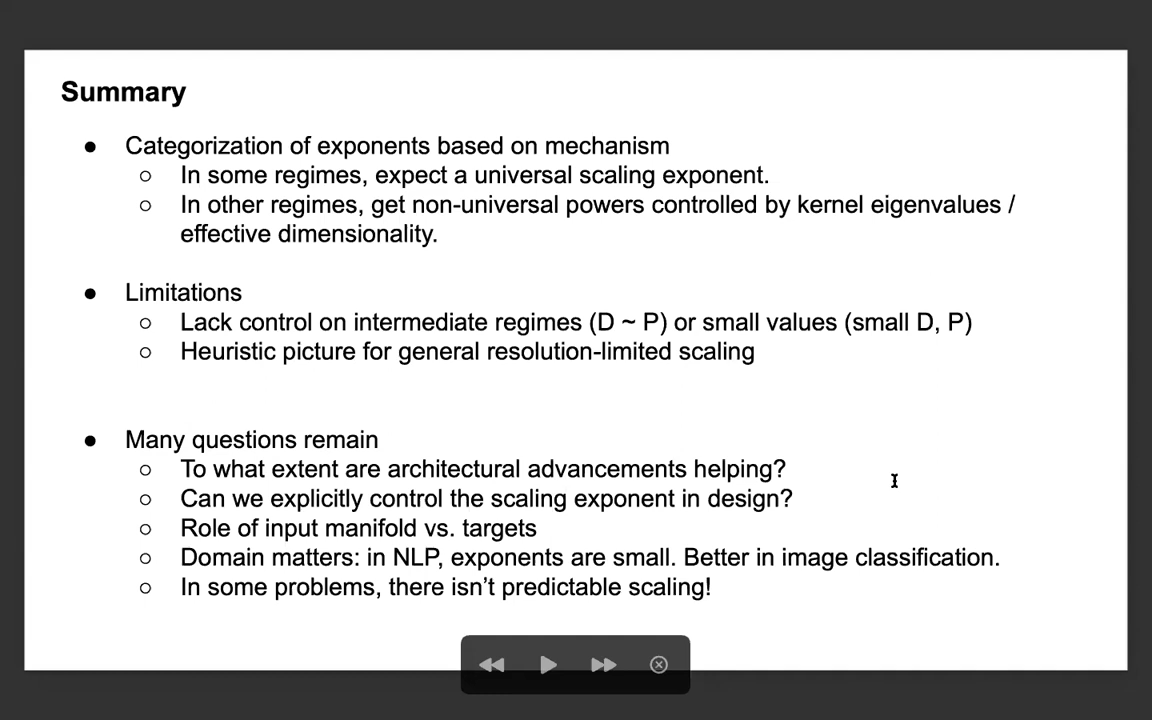 Summary
● Categorization of exponents based on mechanism
○ In some regimes, expect a universal scaling exponent.
○ In other regimes, get non-universal powers controlled by kernel eigenvalues /
effective dimensionality.
● Limitations
○ Lack control on intermediate regimes (D ~ P) or small values (small D, P)
○ Heuristic picture for general resolution-limited scaling
● Many questions remain
○ To what extent are architectural advancements helping?
○ Can we explicitly control the scaling exponent in design?
○ Role of input manifold vs. targets
○ Domain matters: in NLP, exponents are small. Better in image classification.
○ In some problems, there isn’t predictable scaling!